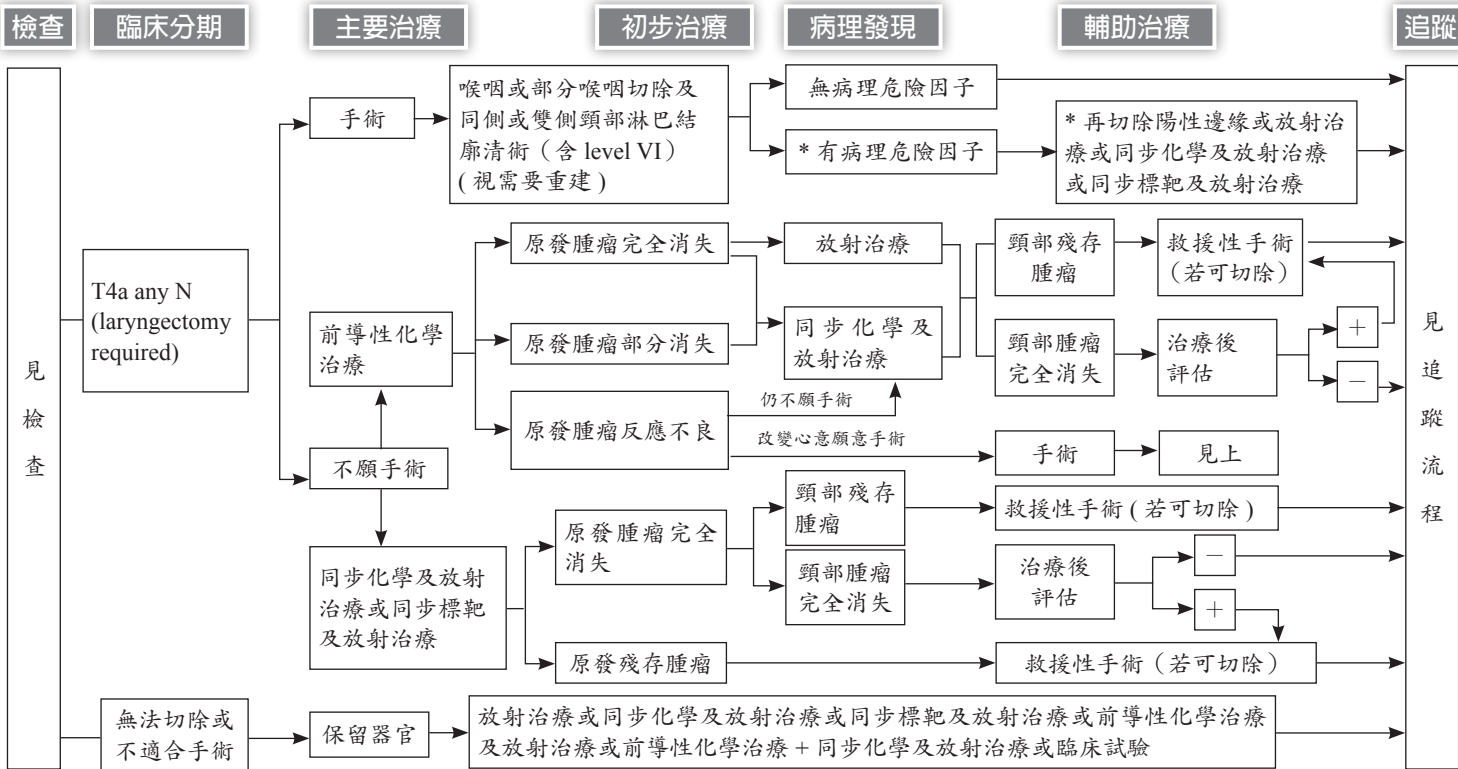 檢查
臨床分期
主要治療
初步治療
病理發現
輔助治療
追蹤
見檢查
T4a any N
(laryngectomy
required)
手術
喉咽或部分喉咽切除及
同側或雙側頸部淋巴結
廓清術（含 level VI）
( 視需要重建 )
無病理危險因子
* 有病理危險因子
* 再切除陽性邊緣或放射治
療或同步化學及放射治療
或同步標靶及放射治療
前導性化學
治療
原發腫瘤完全消失
原發腫瘤部分消失
原發腫瘤反應不良
放射治療
同步化學及
放射治療
仍不願手術
改變心意願意手術
頸部殘存
腫瘤
救援性手術
（若可切除）
頸部腫瘤
完全消失
治療後
評估
＋
－
手術
見上
不願手術
同步化學及放射
治療或同步標靶
及放射治療
原發腫瘤完全
消失
頸部殘存
腫瘤
救援性手術 ( 若可切除 )
頸部腫瘤
完全消失
治療後
評估
－
＋
原發殘存腫瘤
救援性手術（若可切除）
無法切除或
不適合手術
保留器官
放射治療或同步化學及放射治療或同步標靶及放射治療或前導性化學治療
及放射治療或前導性化學治療 + 同步化學及放射治療或臨床試驗
見追蹤流程